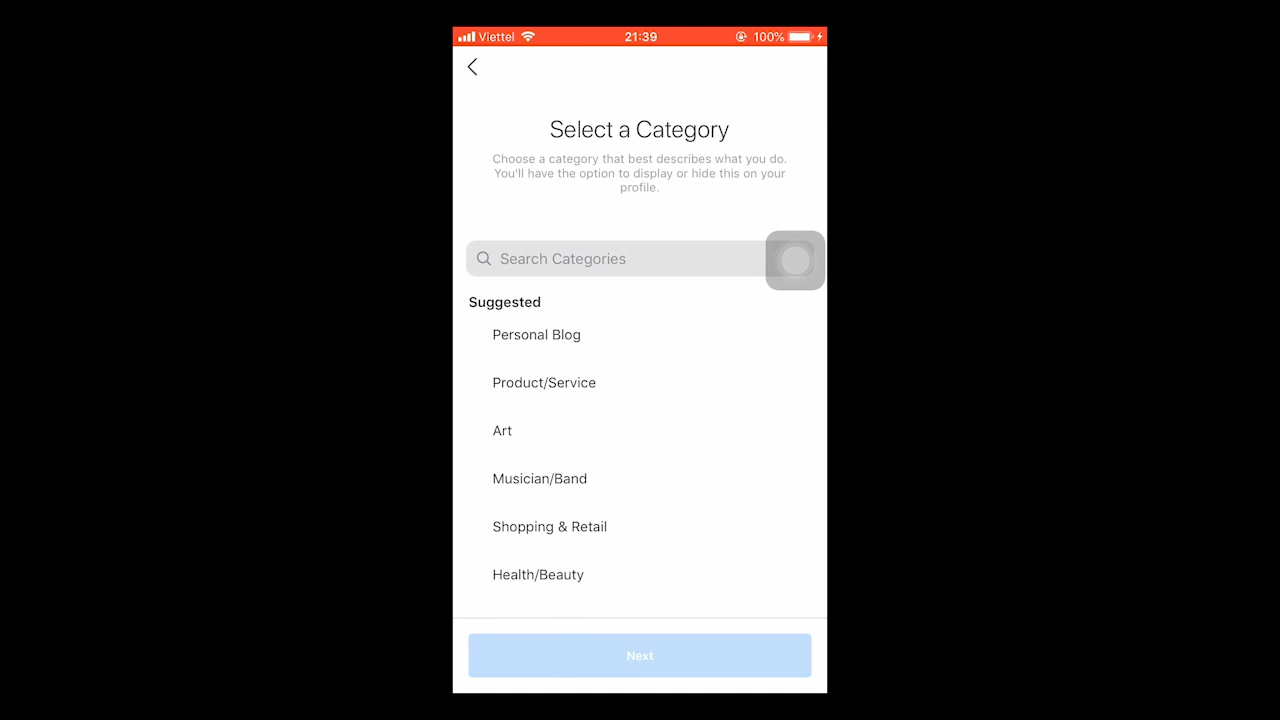 Viettel 21:39 100%
Select a Category
Choose a category that best describes what you do.
You'll have the option to display or hide this on your
profile.
Search Categories
Suggested
Personal Blog
Product/Service
Art
Musician/Band
Shopping & Retail
Health/Beauty
Next